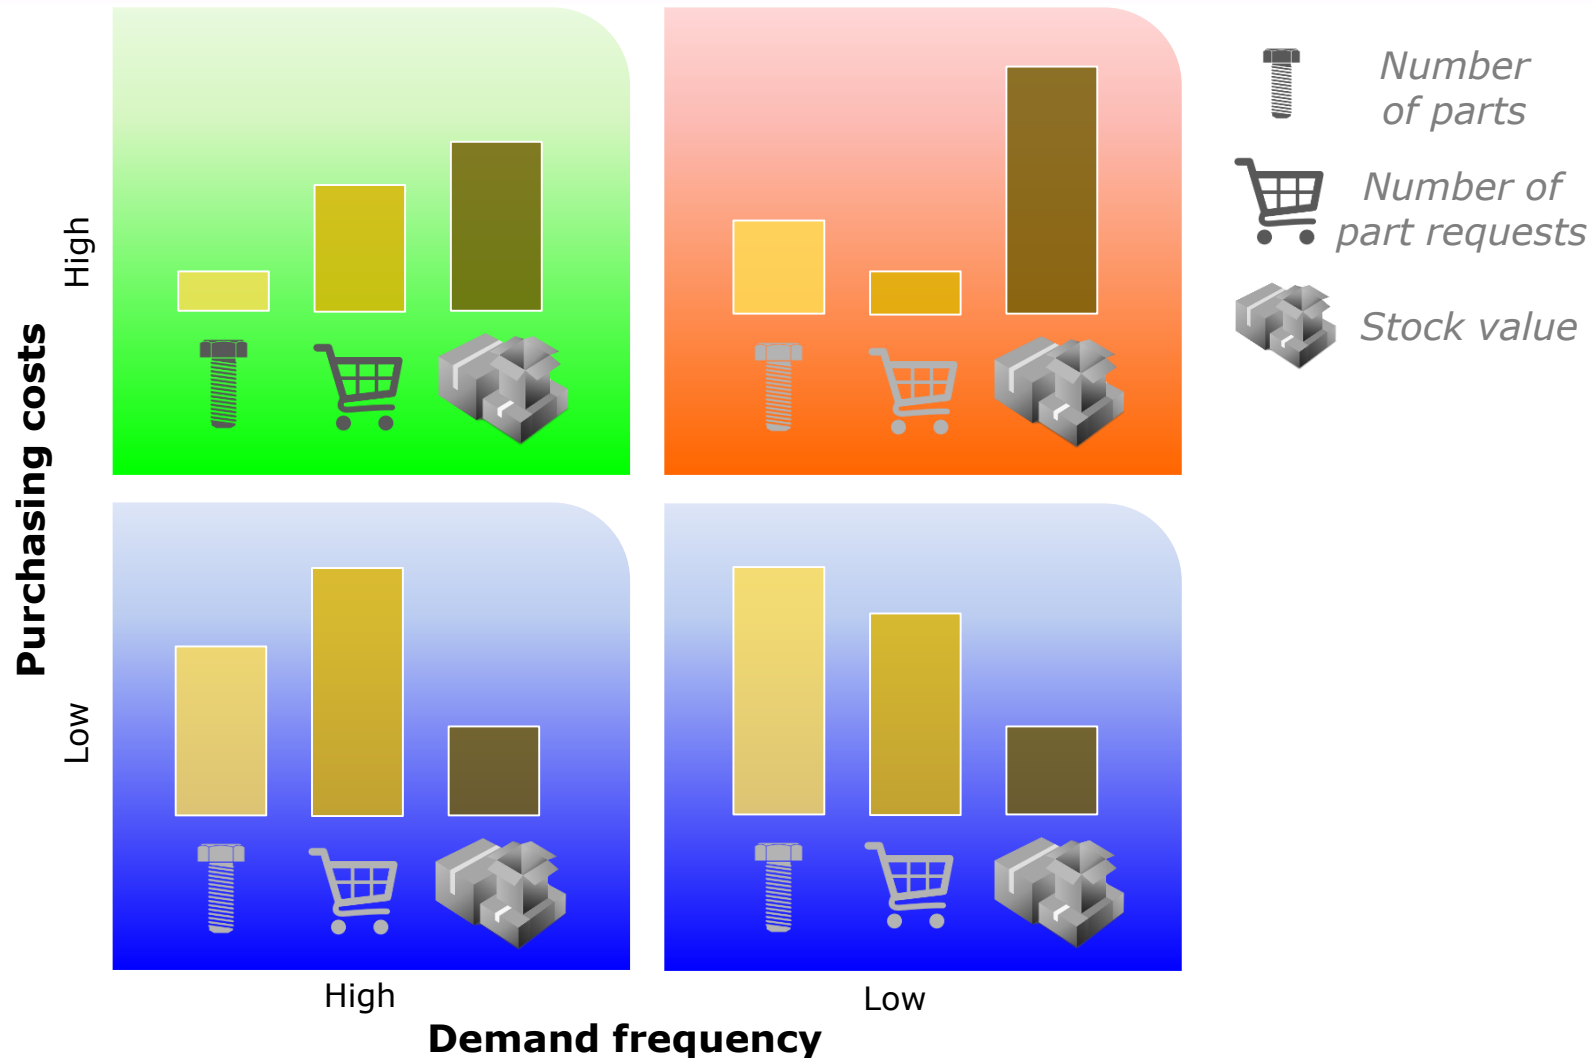 Number
of parts
Number of
part requests
Stock value
Purchasing costs
High
Low
High
Low
Demand frequency